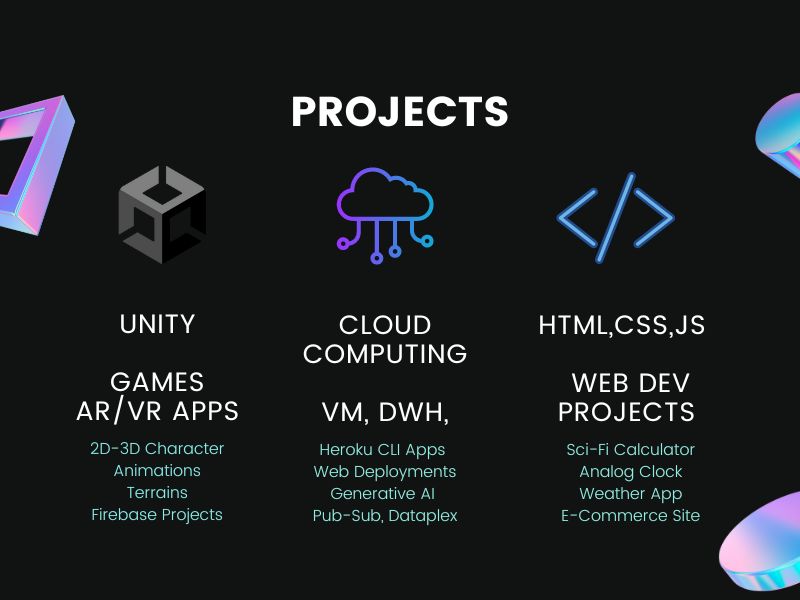 PROJECTS
UNITY
GAMES
AR/VR APPS
2D-3D Character
Animations
Terrains
Firebase Projects
CLOUD
COMPUTING
VM, DWH,
Heroku CLI Apps
Web Deployments
Generative AI
Pub-Sub, Dataplex
HTML,CSS,JS
WEB DEV
PROJECTS
Sci-Fi Calculator
Analog Clock
Weather App
E-Commerce Site